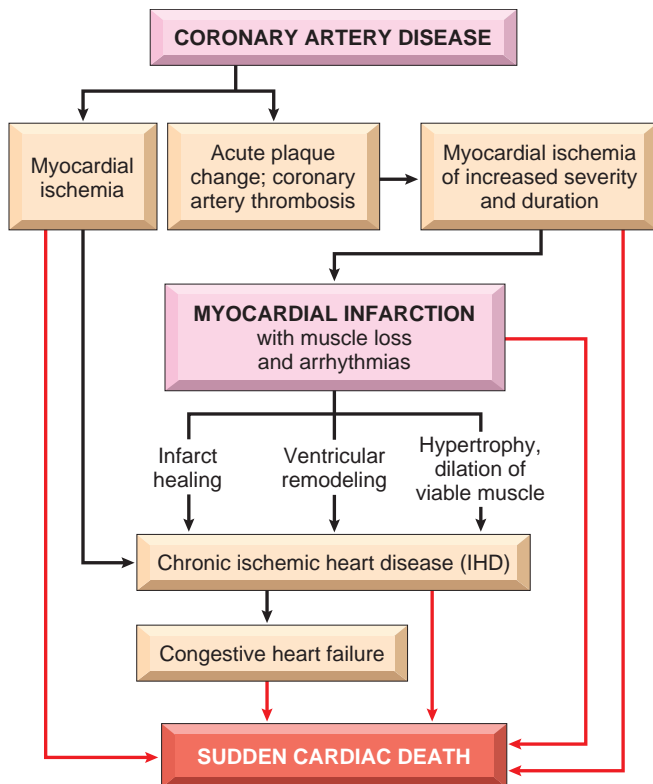 CORONARY ARTERY DISEASE
Myocardial
ischemia
Acute plaque
change; coronary
artery thrombosis
Myocardial ischemia
of increased severity
and duration
MYOCARDIAL INFARCTION
with muscle loss
and arrhythmias
Infarct
healing
Ventricular
remodeling
Hypertrophy,
dilation of
viable muscle
Chronic ischemic heart disease (IHD)
Congestive heart failure
SUDDEN CARDIAC DEATH